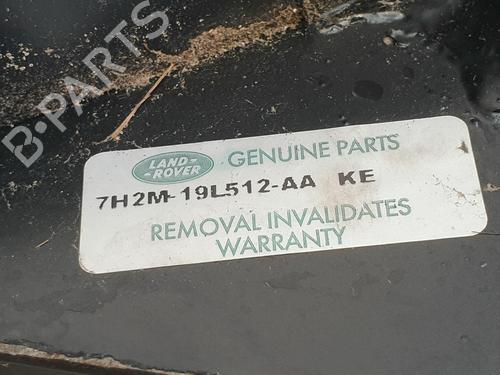 B-PARTS
LAND
ROVER
GENUINE PARTS
7H2M-19L512-AA KE
REMOVAL INVALIDATES
WARRANTY